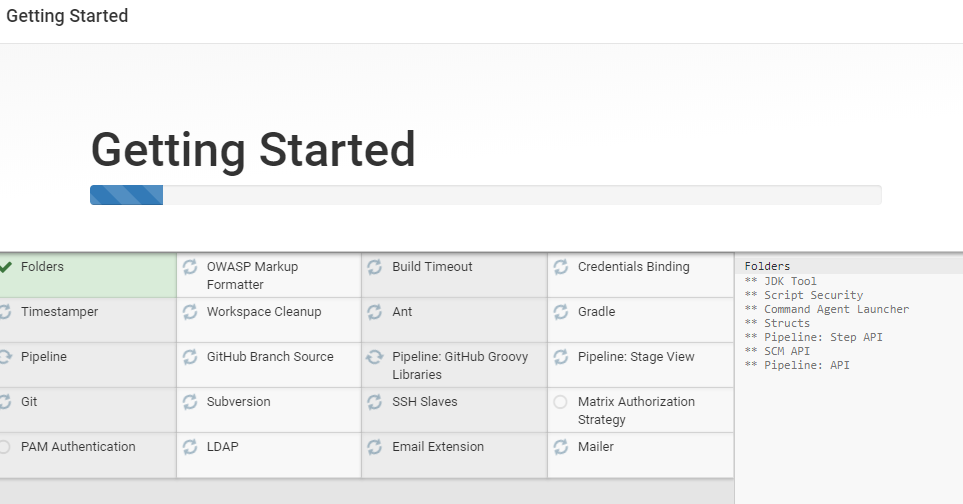 Getting Started
Getting Started
Folders
OWASP Markup
Formatter
Build Timeout
Credentials Binding
Timestamper
Workspace Cleanup
Ant
Gradle
Pipeline
GitHub Branch Source
Pipeline: GitHub Groovy
Libraries
Pipeline: Stage View
Git
Subversion
SSH Slaves
Matrix Authorization
Strategy
PAM Authentication
LDAP
Email Extension
Mailer
Folders
** JDK Tool
** Script Security
** Command Agent Launcher
** Structs
** Pipeline: Step API
** SCM API
** Pipeline: API